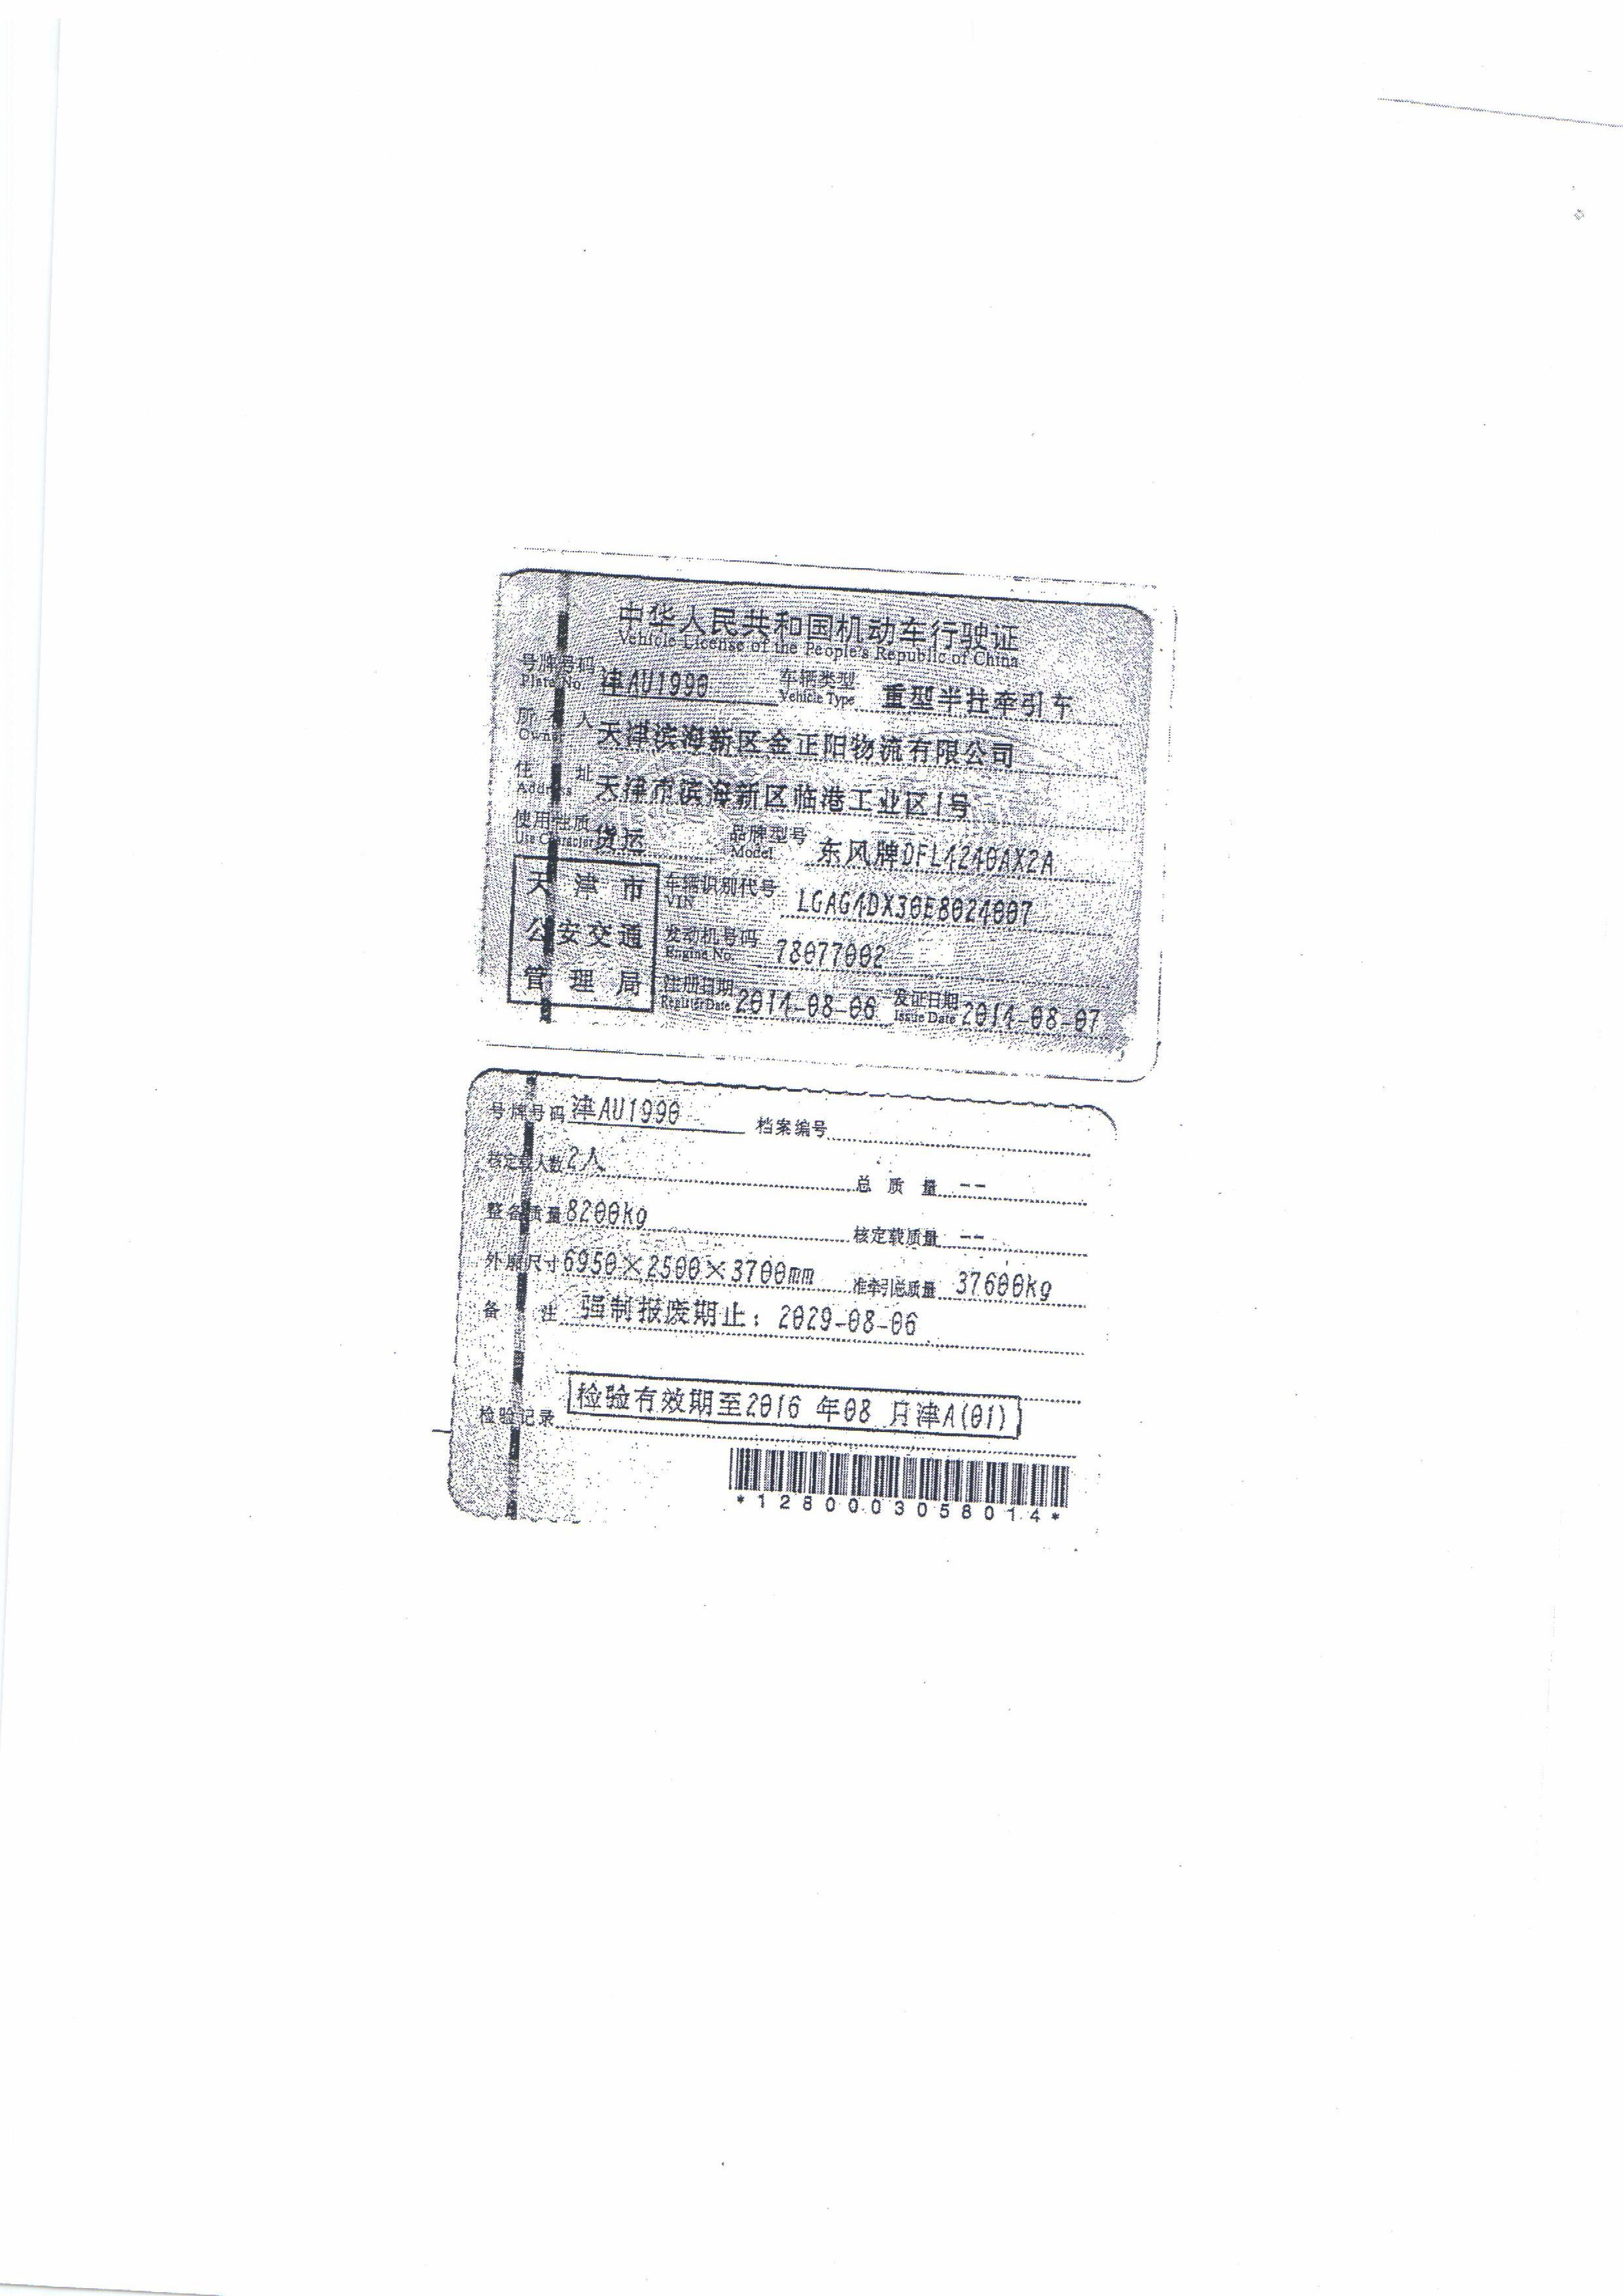 中华人民共和国机动车行驶证
Vehicle License of the People's Republic of China
号牌号码 津AU1990 车辆类型 重型半挂牵引车
Plate No. Vehicle Type
所有人 天津滨海新区金正阳物流有限公司
Owner
住址 天津市滨海新区临港工业区1号
Address
使用性质 货运 品牌型号 东风牌DFL4240AX2A
Use Character Model
天津市
公安交通
管理局
车辆识别代号 LGAG4DX30E8024007
VIN
发动机号码 78077002
Engine No.
注册日期 2014-08-06 发证日期 2014-08-07
Register Date Issue Date
号牌号码 津AU1990 档案编号
核定载人数 2人 总质量 --
整备质量 8200kg 核定载质量 --
外廓尺寸 6950×2500×3700mm 准牵引总质量 37600kg
备注 强制报废期止：2029-08-06
检验记录 检验有效期至2016 年08 月津A(01)
*1280003058014*